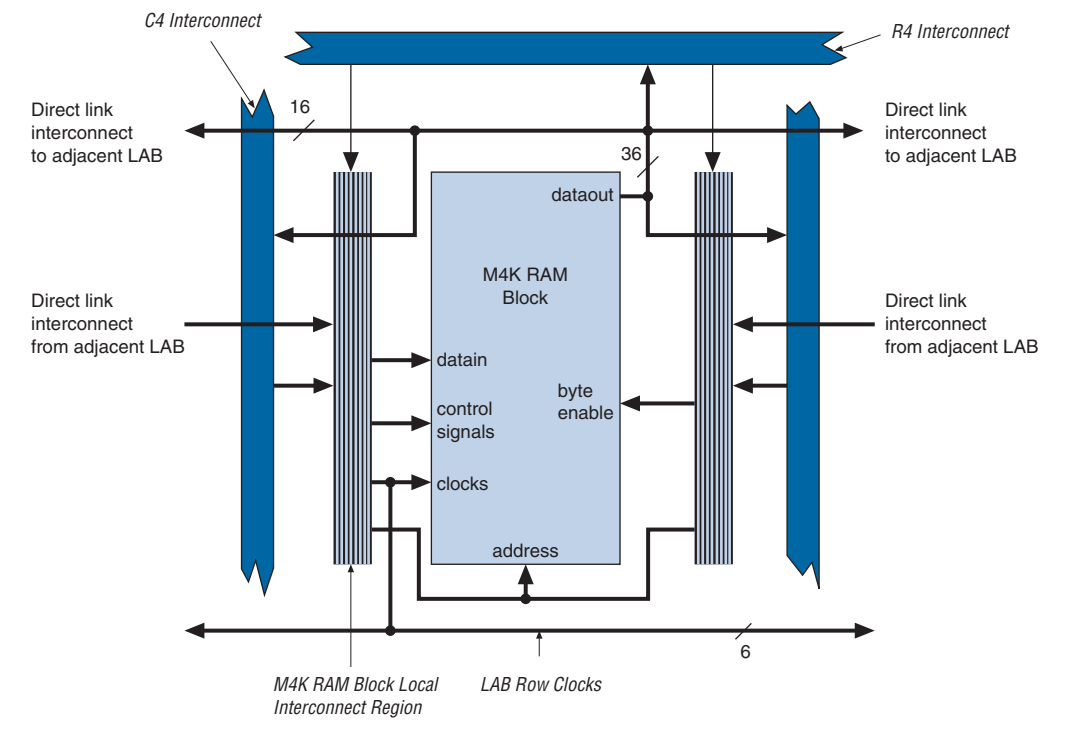 C4 Interconnect
R4 Interconnect
Direct link
interconnect
to adjacent LAB
16
Direct link
interconnect
to adjacent LAB
36
dataout
M4K RAM
Block
Direct link
interconnect
from adjacent LAB
Direct link
interconnect
from adjacent LAB
datain
byte
enable
control
signals
clocks
address
6
M4K RAM Block Local
Interconnect Region
LAB Row Clocks